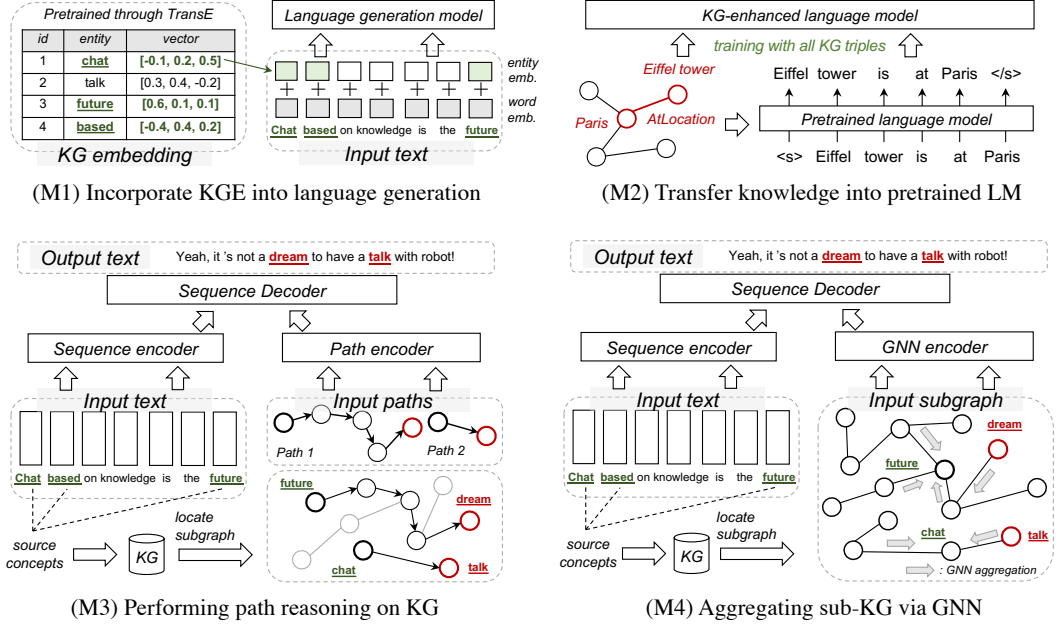 Pretrained through TransE
id entity vector
1 chat [-0.1, 0.2, 0.5]
2 talk [0.3, 0.4, -0.2]
3 future [0.6, 0.1, 0.1]
4 based [-0.4, 0.4, 0.2]
KG embedding
Language generation model
entity emb.
+ + + + + + +
word emb.
Chat based on knowledge is the future
Input text
(M1) Incorporate KGE into language generation
KG-enhanced language model
training with all KG triples
Eiffel tower
Paris
AtLocation
Eiffel tower is at Paris </s>
Pretrained language model
<s> Eiffel tower is at Paris
(M2) Transfer knowledge into pretrained LM
Output text Yeah, it 's not a dream to have a talk with robot!
Sequence Decoder
Sequence encoder
Path encoder
Input text
Input paths
Path 1
Path 2
Chat based on knowledge is the future
future
dream
chat
talk
source concepts
KG
locate subgraph
(M3) Performing path reasoning on KG
Output text Yeah, it 's not a dream to have a talk with robot!
Sequence Decoder
Sequence encoder
GNN encoder
Input text
Input subgraph
Chat based on knowledge is the future
dream
future
chat
talk
: GNN aggregation
source concepts
KG
locate subgraph
(M4) Aggregating sub-KG via GNN